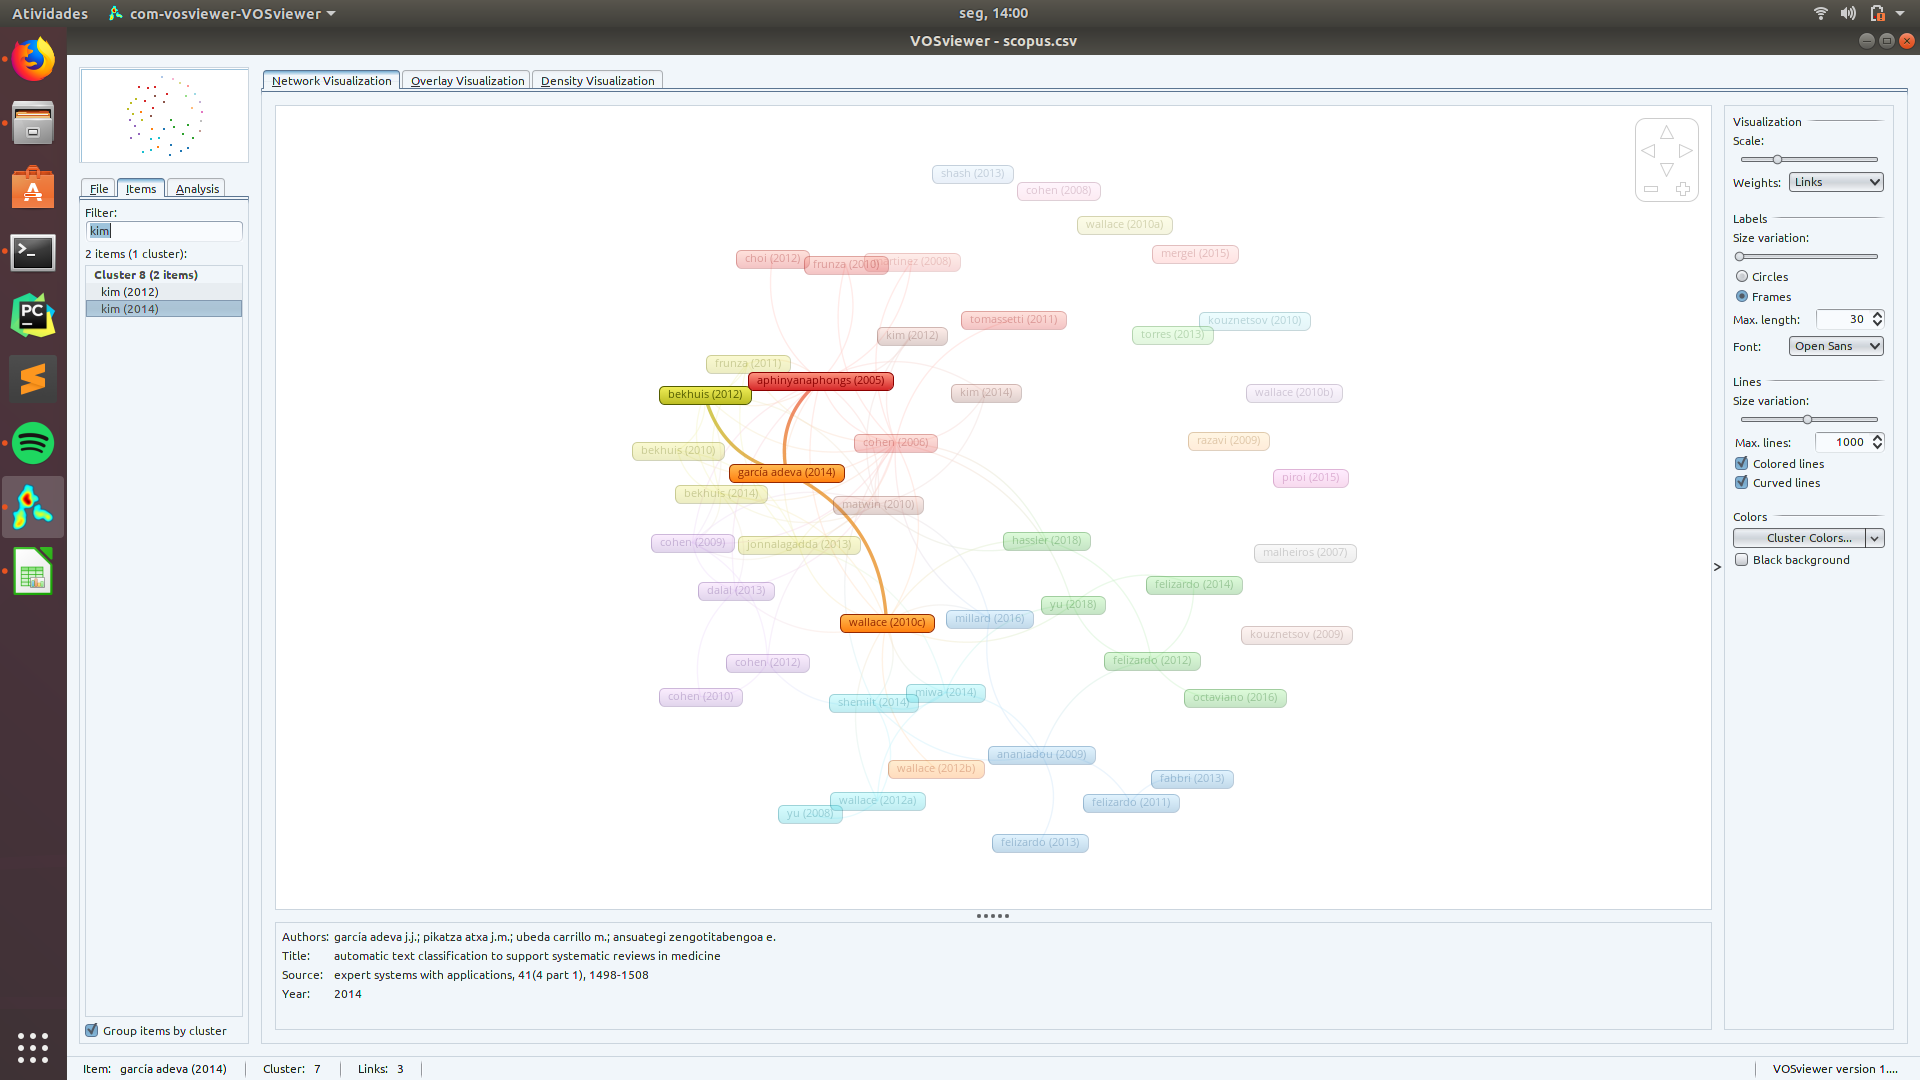 Atividades
com-vosviewer-VOSviewer
seg, 14:00
VOSviewer - scopus.csv
Network Visualization
Overlay Visualization
Density Visualization
File
Items
Analysis
Filter:
kim
2 items (1 cluster):
Cluster 8 (2 items)
kim (2012)
kim (2014)
Group items by cluster
shash (2013)
cohen (2008)
wallace (2010a)
mergel (2015)
choi (2012)
frunza (2010)
martinez (2008)
tomassetti (2011)
kouznetsov (2010)
torres (2013)
kim (2012)
frunza (2011)
aphinyanaphongs (2005)
bekhuis (2012)
kim (2014)
wallace (2010b)
cohen (2006)
razavi (2009)
bekhuis (2010)
garcía adeva (2014)
piroi (2015)
bekhuis (2014)
matwin (2010)
cohen (2009)
jonnalagadda (2013)
hassler (2018)
malheiros (2007)
dalal (2013)
felizardo (2014)
yu (2018)
wallace (2010c)
millard (2016)
kouznetsov (2009)
cohen (2012)
felizardo (2012)
cohen (2010)
miwa (2014)
shemilt (2014)
octaviano (2016)
ananiadou (2009)
wallace (2012b)
fabbri (2013)
wallace (2012a)
felizardo (2011)
yu (2008)
felizardo (2013)
Visualization
Scale:
Weights: Links
Labels
Size variation:
Circles
Frames
Max. length: 30
Font: Open Sans
Lines
Size variation:
Max. lines: 1000
Colored lines
Curved lines
Colors
Cluster Colors...
Black background
>
Authors: garcía adeva j.j.; pikatza atxa j.m.; ubeda carrillo m.; ansuategi zengotitabengoa e.
Title: automatic text classification to support systematic reviews in medicine
Source: expert systems with applications, 41(4 part 1), 1498-1508
Year: 2014
Item: garcía adeva (2014)
Cluster: 7
Links: 3
VOSviewer version 1....